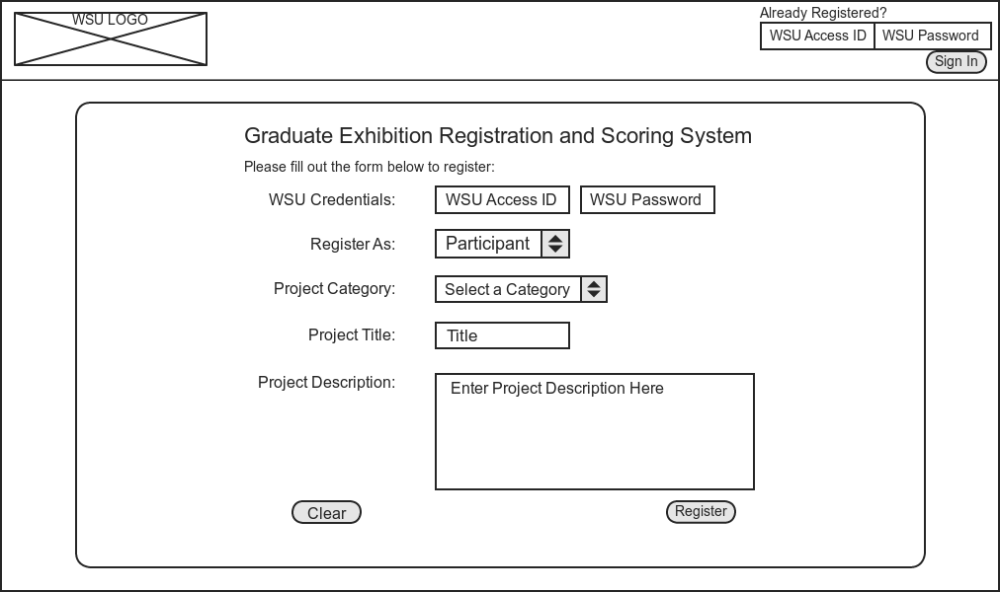 WSU LOGO
Already Registered?
WSU Access ID WSU Password
Sign In
Graduate Exhibition Registration and Scoring System
Please fill out the form below to register:
WSU Credentials: WSU Access ID WSU Password
Register As: Participant
Project Category: Select a Category
Project Title: Title
Project Description: Enter Project Description Here
Clear Register